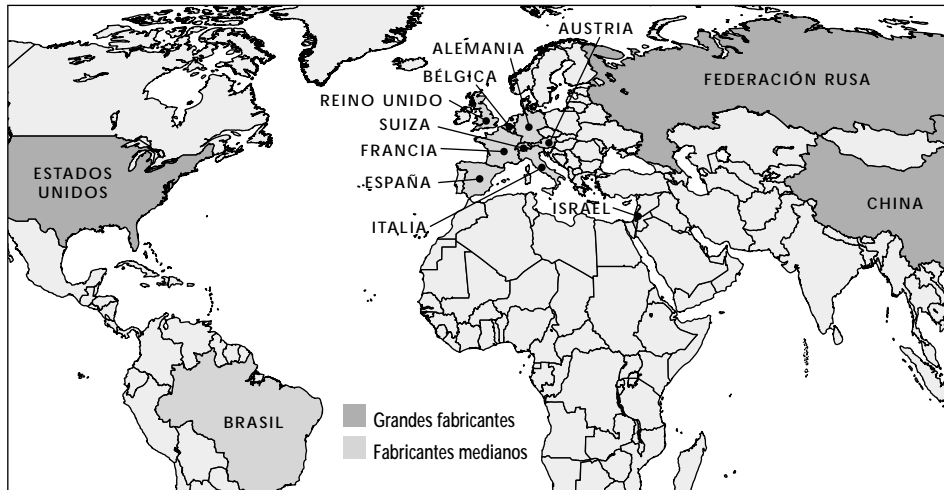 AUSTRIA
ALEMANIA
BÉLGICA
REINO UNIDO
SUIZA
FRANCIA
ESPAÑA
ITALIA
ISRAEL
FEDERACIÓN RUSA
CHINA
ESTADOS
UNIDOS
BRASIL
Grandes fabricantes
Fabricantes medianos